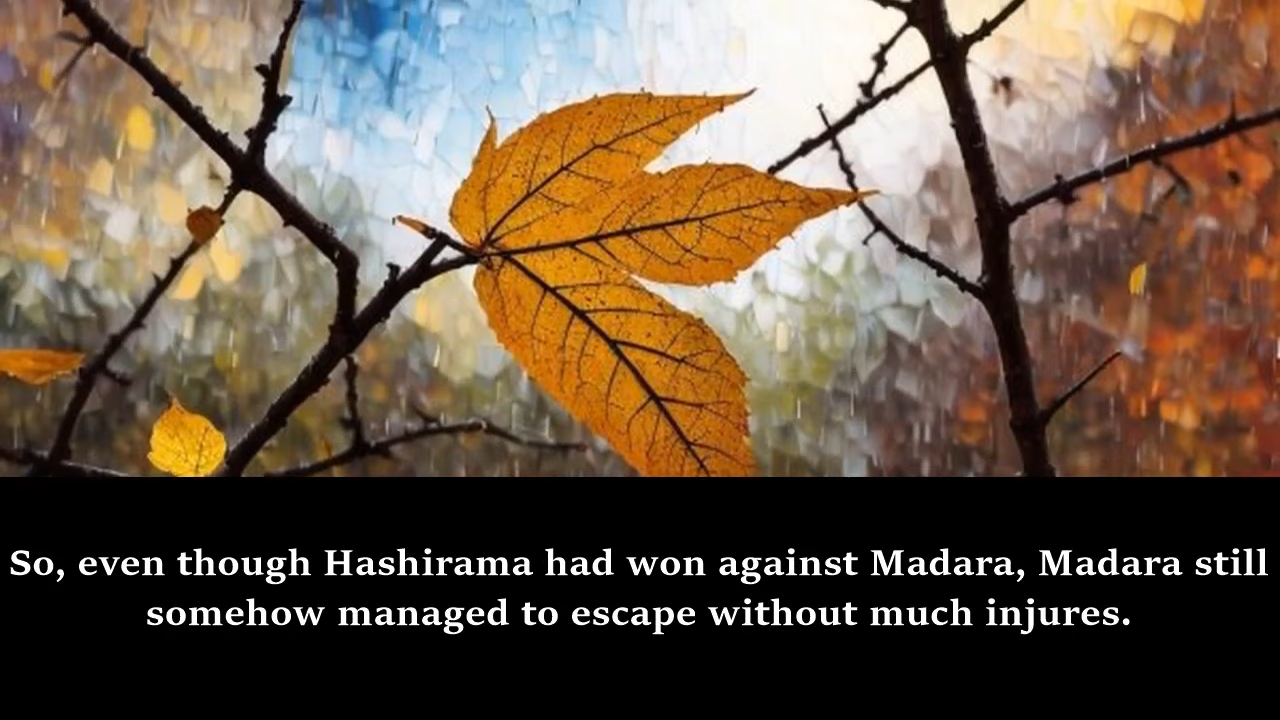 So, even though Hashirama had won against Madara, Madara still
somehow managed to escape without much injures.